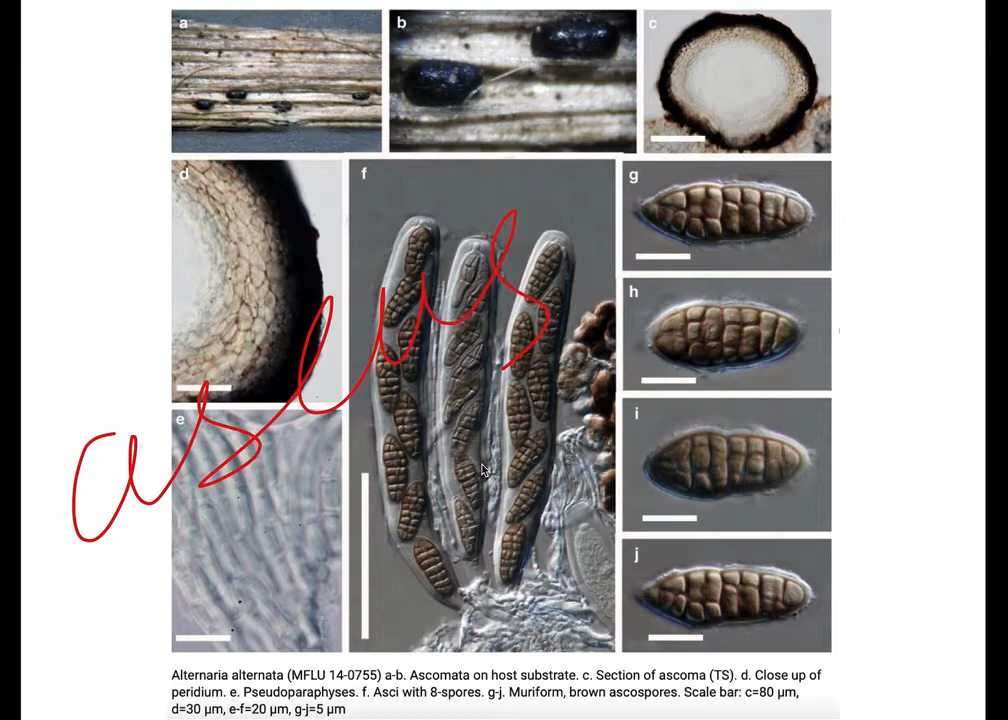 a
b
c
d
f
g
h
e
i
j
asLus
Alternaria alternata (MFLU 14-0755) a-b. Ascomata on host substrate. c. Section of ascoma (TS). d. Close up of
peridium. e. Pseudoparaphyses. f. Asci with 8-spores. g-j. Muriform, brown ascospores. Scale bar: c=80 μm,
d=30 μm, e-f=20 μm, g-j=5 μm